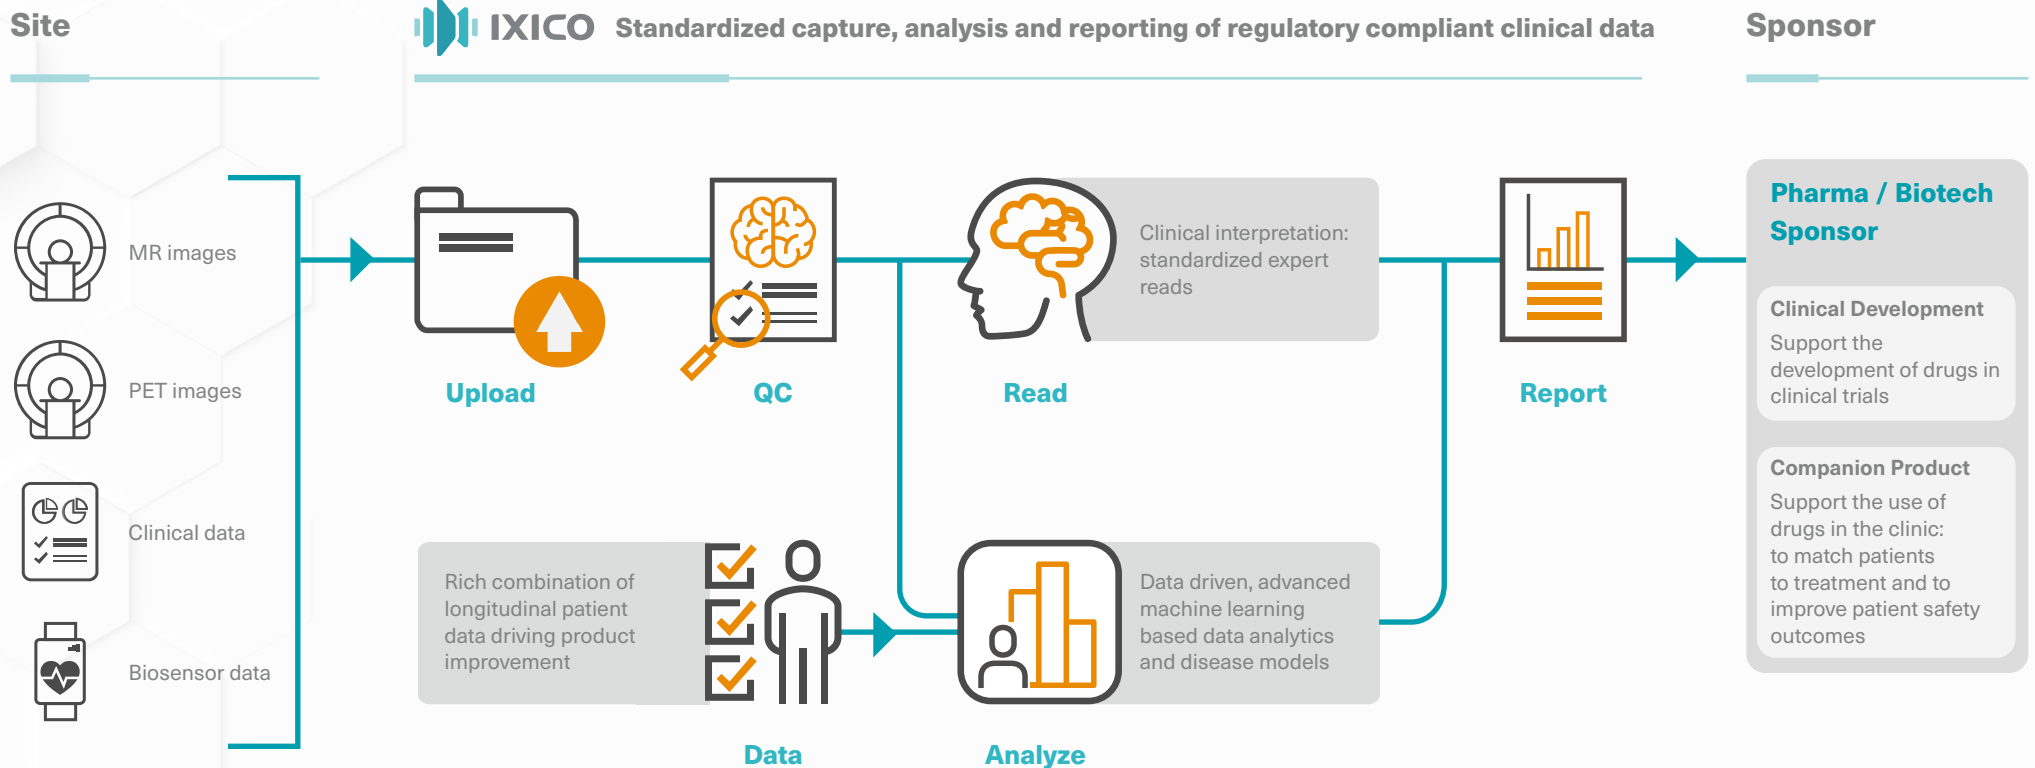 Site
IXICO
Standardized capture, analysis and reporting of regulatory compliant clinical data
Sponsor
MR images
PET images
Clinical data
Biosensor data
Upload
QC
Clinical interpretation:
standardized expert
reads
Read
Report
Rich combination of
longitudinal patient
data driving product
improvement
Data
Data driven, advanced
machine learning
based data analytics
and disease models
Analyze
Pharma / Biotech
Sponsor
Clinical Development
Support the
development of drugs in
clinical trials
Companion Product
Support the use of
drugs in the clinic:
to match patients
to treatment and to
improve patient safety
outcomes